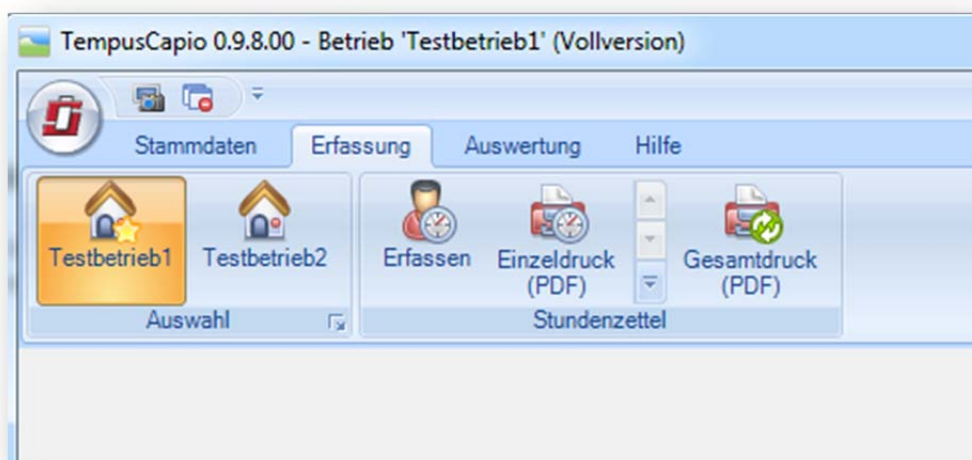 TempusCapio 0.9.8.00 - Betrieb 'Testbetrieb1' (Vollversion)
Stammdaten Erfassung Auswertung Hilfe
Testbetrieb1 Testbetrieb2 Erfassen Einzeldruck Gesamtdruck
(PDF) (PDF)
Auswahl Stundenzettel